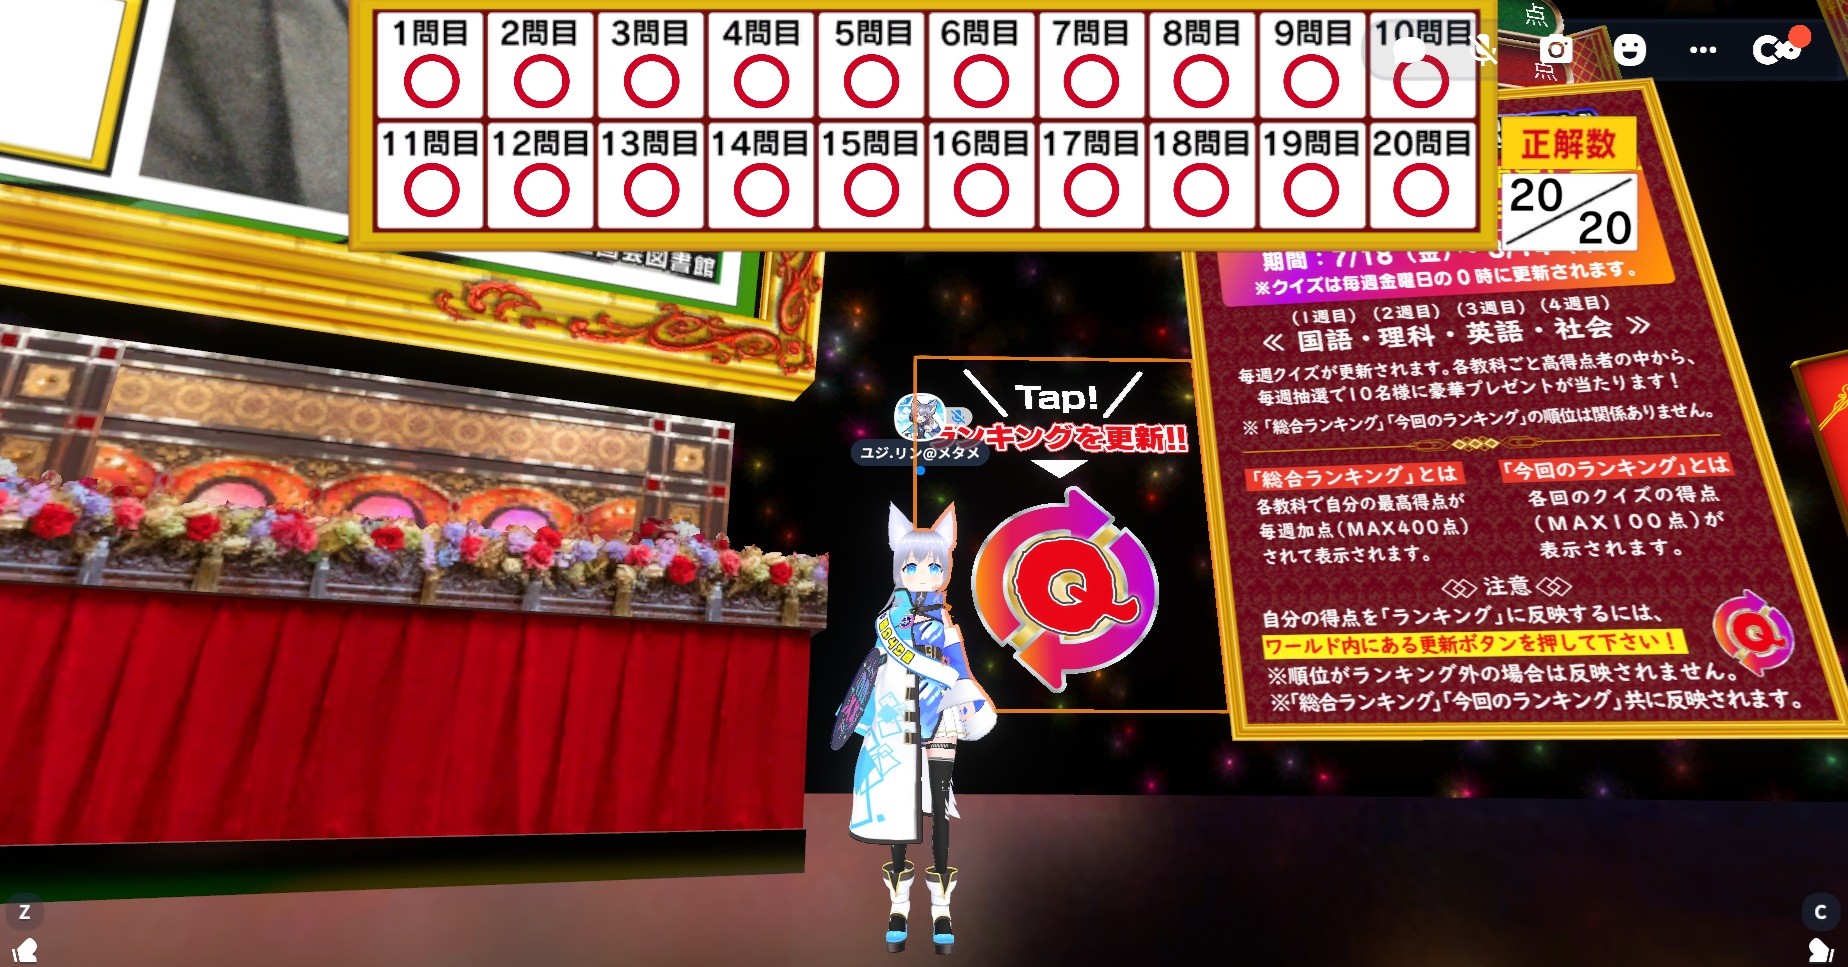 1問目 2問目 3問目 4問目 5問目 6問目 7問目 8問目 9問目 10問目
11問目 12問目 13問目 14問目 15問目 16問目 17問目 18問目 19問目 20問目
点
点
正解数
20/20
図書館
期間：7/18（金）
※クイズは毎週金曜日の0時に更新されます。
(1週目) (2週目) (3週目) (4週目)
≪ 国語・理科・英語・社会 ≫
毎週クイズが更新されます。各教科ごと高得点者の中から、
毎週抽選で10名様に豪華プレゼントが当たります！
※「総合ランキング」「今回のランキング」の順位は関係ありません。
「総合ランキング」とは
各教科で自分の最高得点が
毎週加点(MAX400点)
されて表示されます。
「今回のランキング」とは
各回のクイズの得点
(MAX100点)が
表示されます。
注意
自分の得点を「ランキング」に反映するには、
ワールド内にある更新ボタンを押して下さい！
※順位がランキング外の場合は反映されません。
※「総合ランキング」「今回のランキング」共に反映されます。
Q
Tap!
ランキングを更新!!
ユジ.リン@メタメ
Q
Z
C